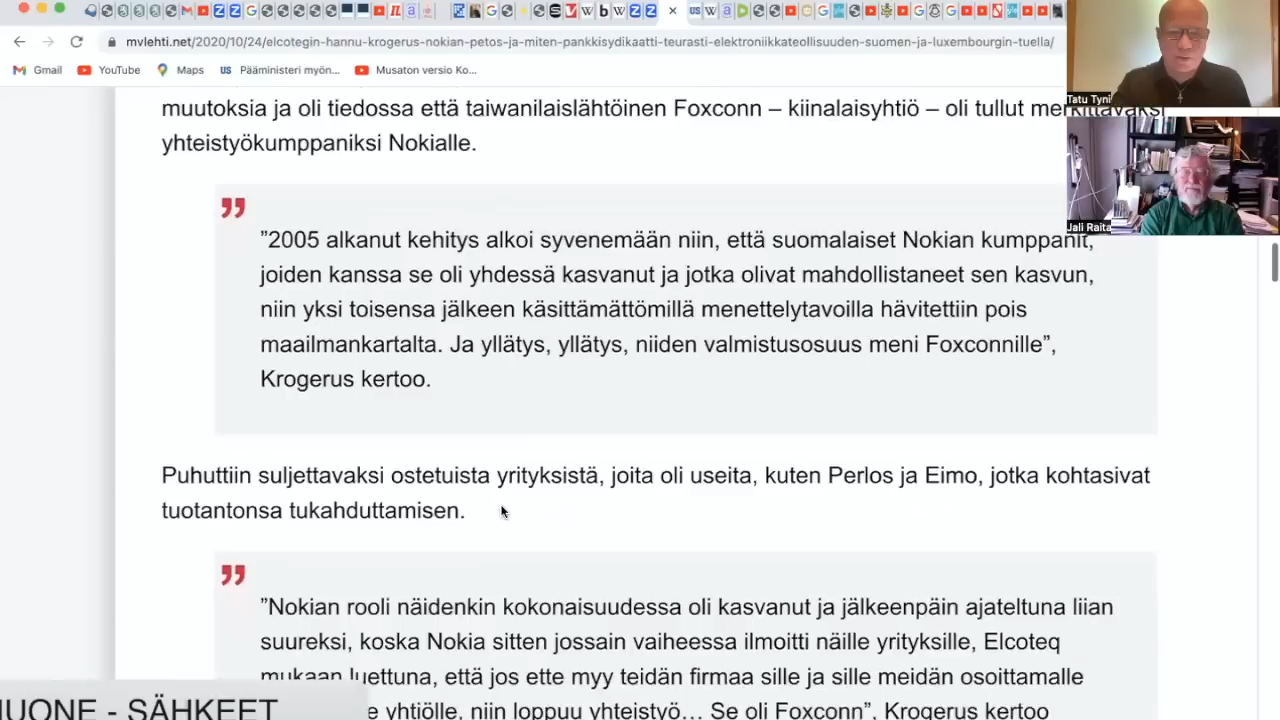 mvlehti.net/2020/10/24/elcotegin-hannu-krogerus-nokian-petos-ja-miten-pankkisydikaatti-teurasti-elektroniikkateollisuuden-suomen-ja-luxembourgin-tuella/
Gmail YouTube Maps US Pääministeri myön... Musaton versio Ko...
Tatu Tyni
muutoksia ja oli tiedossa että taiwanilaislähtöinen Foxconn – kiinalaisyhtiö – oli tullut merkittäväksi
yhteistyökumppaniksi Nokialle.
Jali Raita
”2005 alkanut kehitys alkoi syvenemään niin, että suomalaiset Nokian kumppanit,
joiden kanssa se oli yhdessä kasvanut ja jotka olivat mahdollistaneet sen kasvun,
niin yksi toisensa jälkeen käsittämättömillä menettelytavoilla hävitettiin pois
maailmankartalta. Ja yllätys, yllätys, niiden valmistusosuus meni Foxconnille”,
Krogerus kertoo.
Puhuttiin suljettavaksi ostetuista yrityksistä, joita oli useita, kuten Perlos ja Eimo, jotka kohtasivat
tuotantonsa tukahduttamisen.
”Nokian rooli näidenkin kokonaisuudessa oli kasvanut ja jälkeenpäin ajateltuna liian
suureksi, koska Nokia sitten jossain vaiheessa ilmoitti näille yrityksille, Elcoteq
mukaan luettuna, että jos ette myy teidän firmaa sille ja sille meidän osoittamalle
e yhtiölle, niin loppuu yhteistyö… Se oli Foxconn”, Krogerus kertoo
HUONE - SÄHKEET